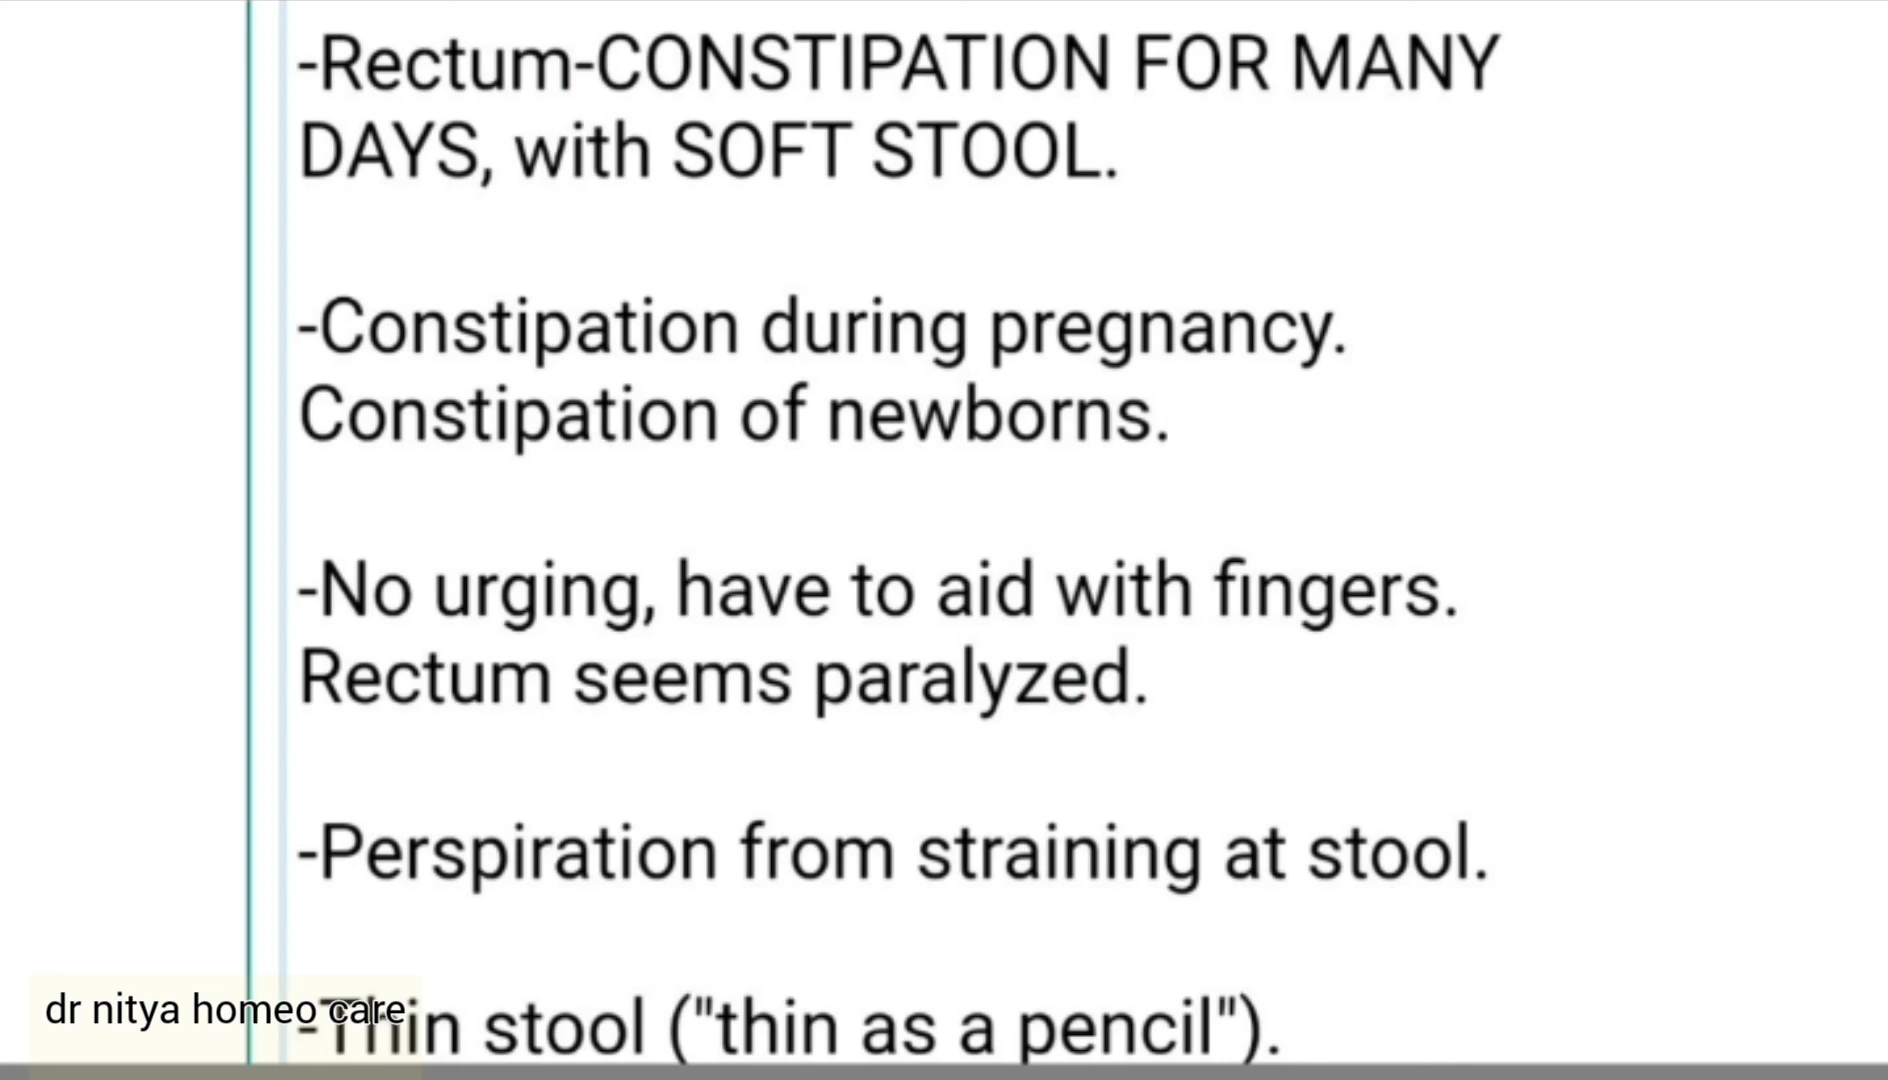 -Rectum-CONSTIPATION FOR MANY
DAYS, with SOFT STOOL.
-Constipation during pregnancy.
Constipation of newborns.
-No urging, have to aid with fingers.
Rectum seems paralyzed.
-Perspiration from straining at stool.
-Thin stool ("thin as a pencil").
dr nitya homeo care